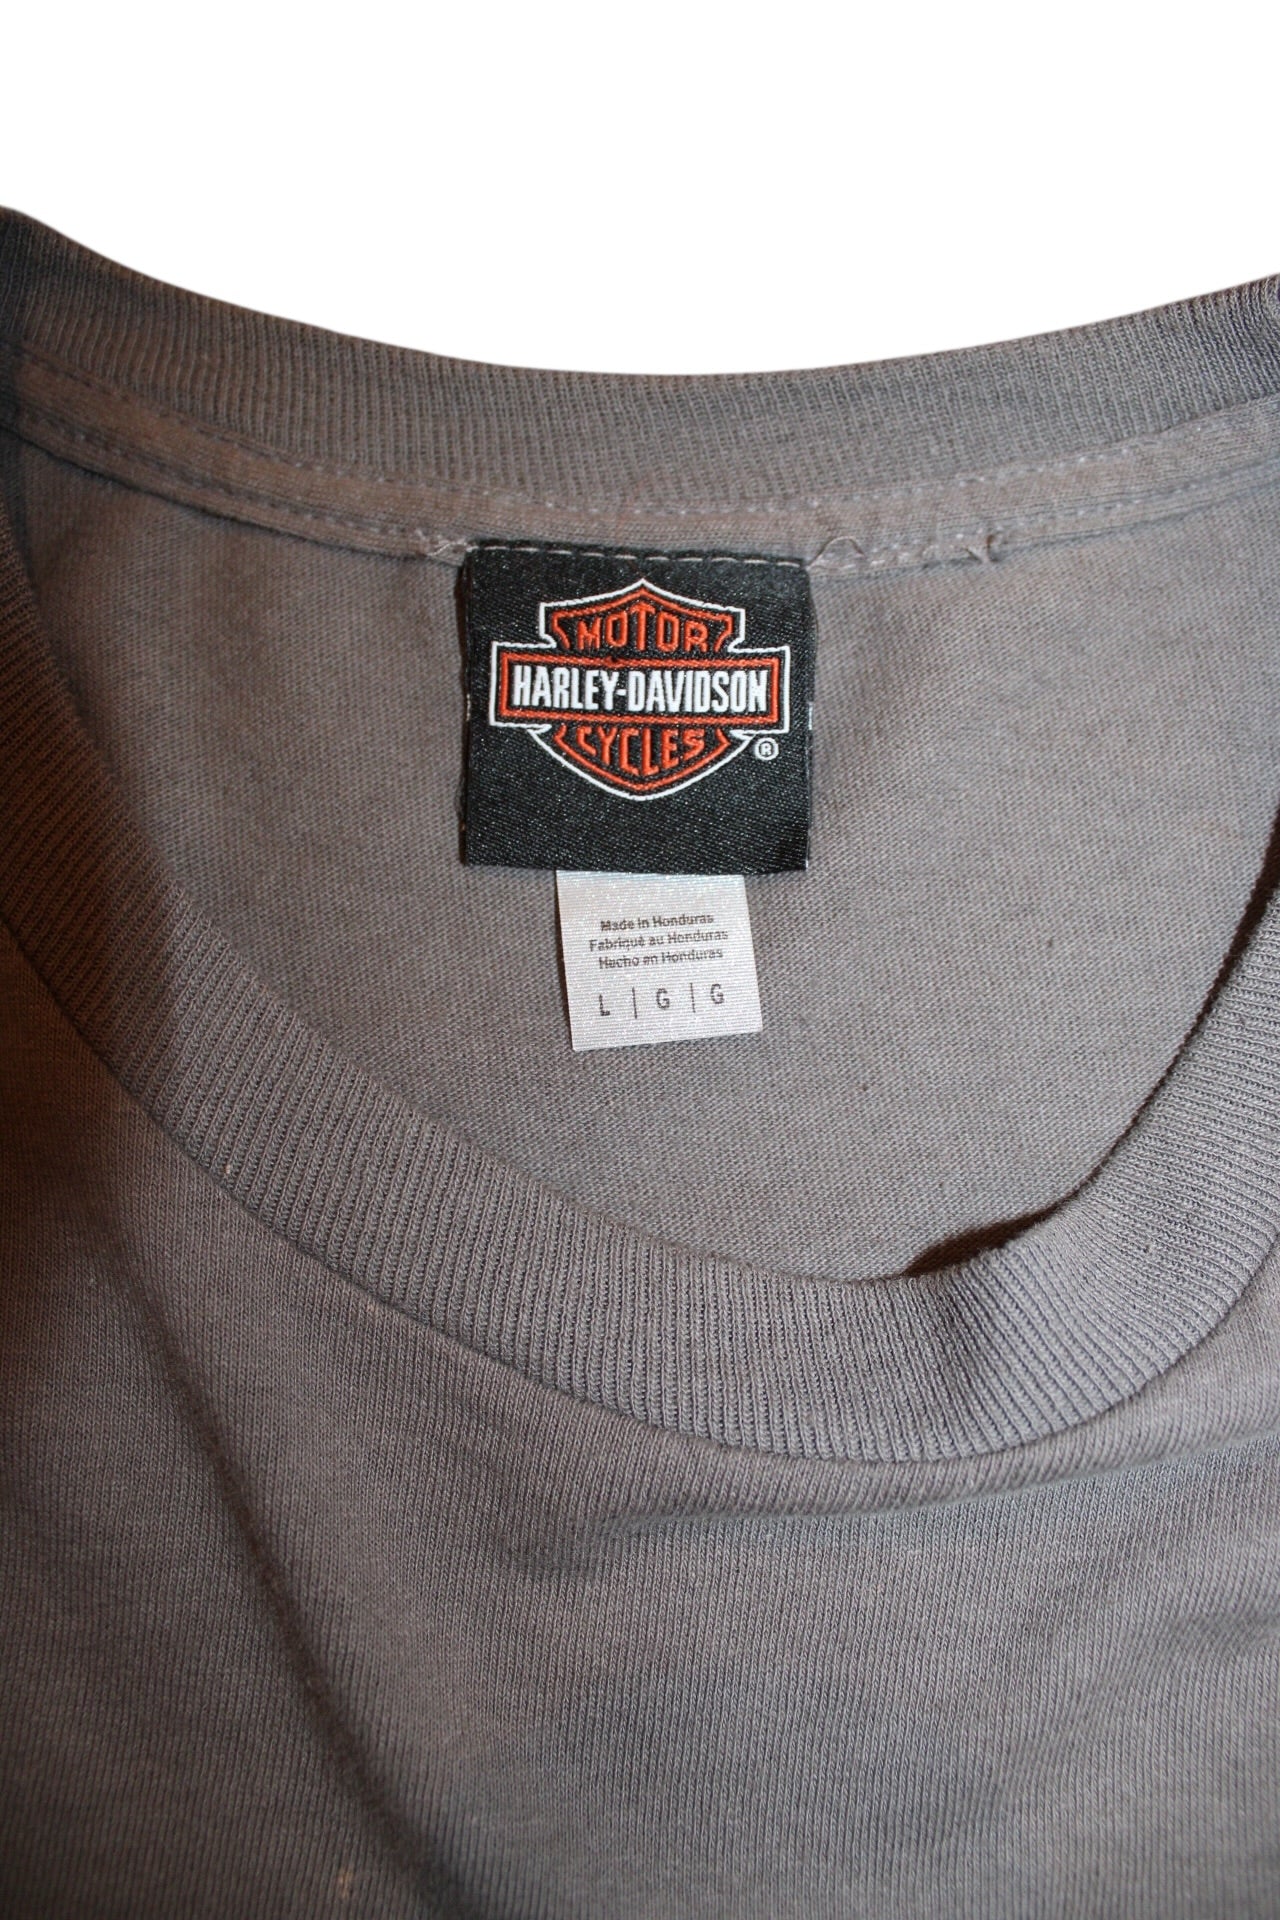 MOTOR
HARLEY-DAVIDSON
CYCLES ®
Made in Honduras
Fabriqué au Honduras
Hecho en Honduras
L | G | G